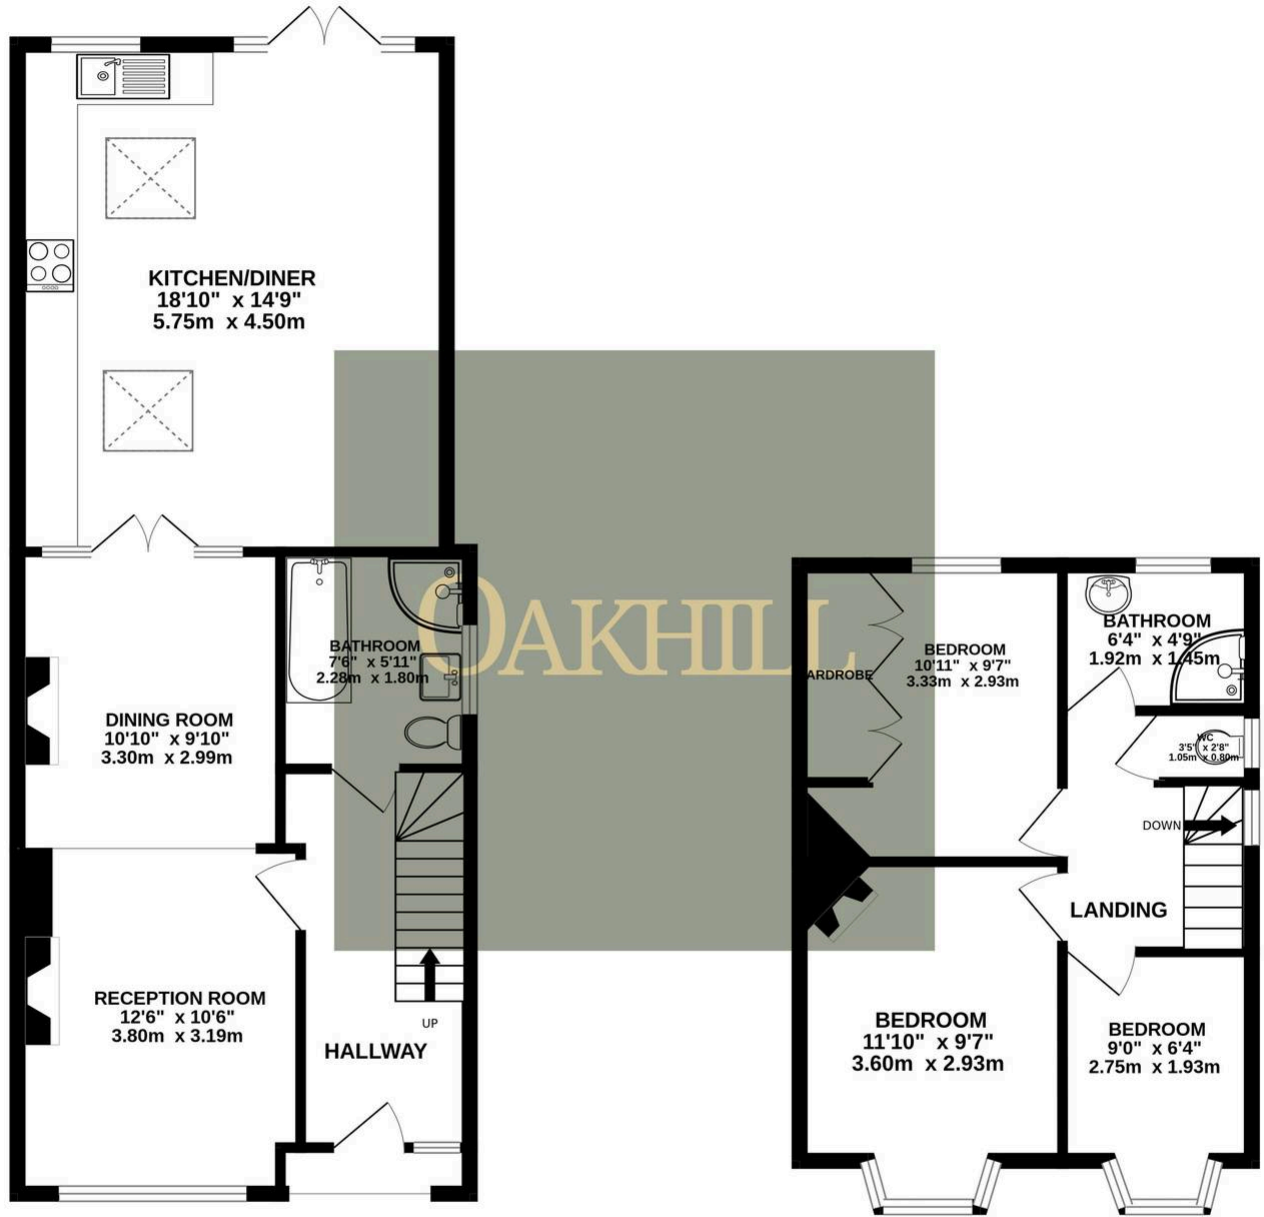 KITCHEN/DINER
18'10" x 14'9"
5.75m x 4.50m
OAKHILL
BATHROOM
7'6" x 5'11"
2.28m x 1.80m
DINING ROOM
10'10" x 9'10"
3.30m x 2.99m
RECEPTION ROOM
12'6" x 10'6"
3.80m x 3.19m
UP
HALLWAY
BEDROOM
10'11" x 9'7"
3.33m x 2.93m
ARDROBE
BATHROOM
6'4" x 4'9"
1.92m x 1.45m
WC
3'5" x 2'8"
1.05m x 0.80m
DOWN
LANDING
BEDROOM
11'10" x 9'7"
3.60m x 2.93m
BEDROOM
9'0" x 6'4"
2.75m x 1.93m